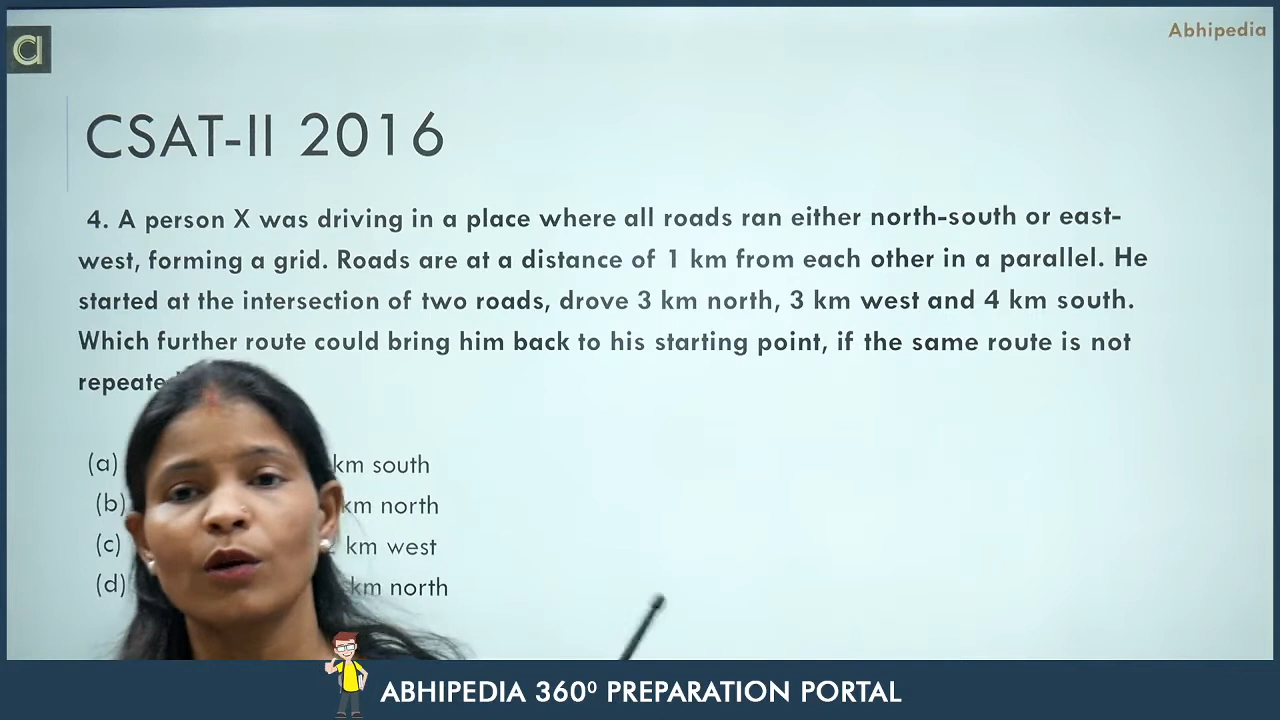 Abhipedia
CSAT-II 2016
4. A person X was driving in a place where all roads ran either north-south or east-
west, forming a grid. Roads are at a distance of 1 km from each other in a parallel. He
started at the intersection of two roads, drove 3 km north, 3 km west and 4 km south.
Which further route could bring him back to his starting point, if the same route is not
(a) km south
(b) km north
(c) km west
(d) km north
ABHIPEDIA 360⁰ PREPARATION PORTAL